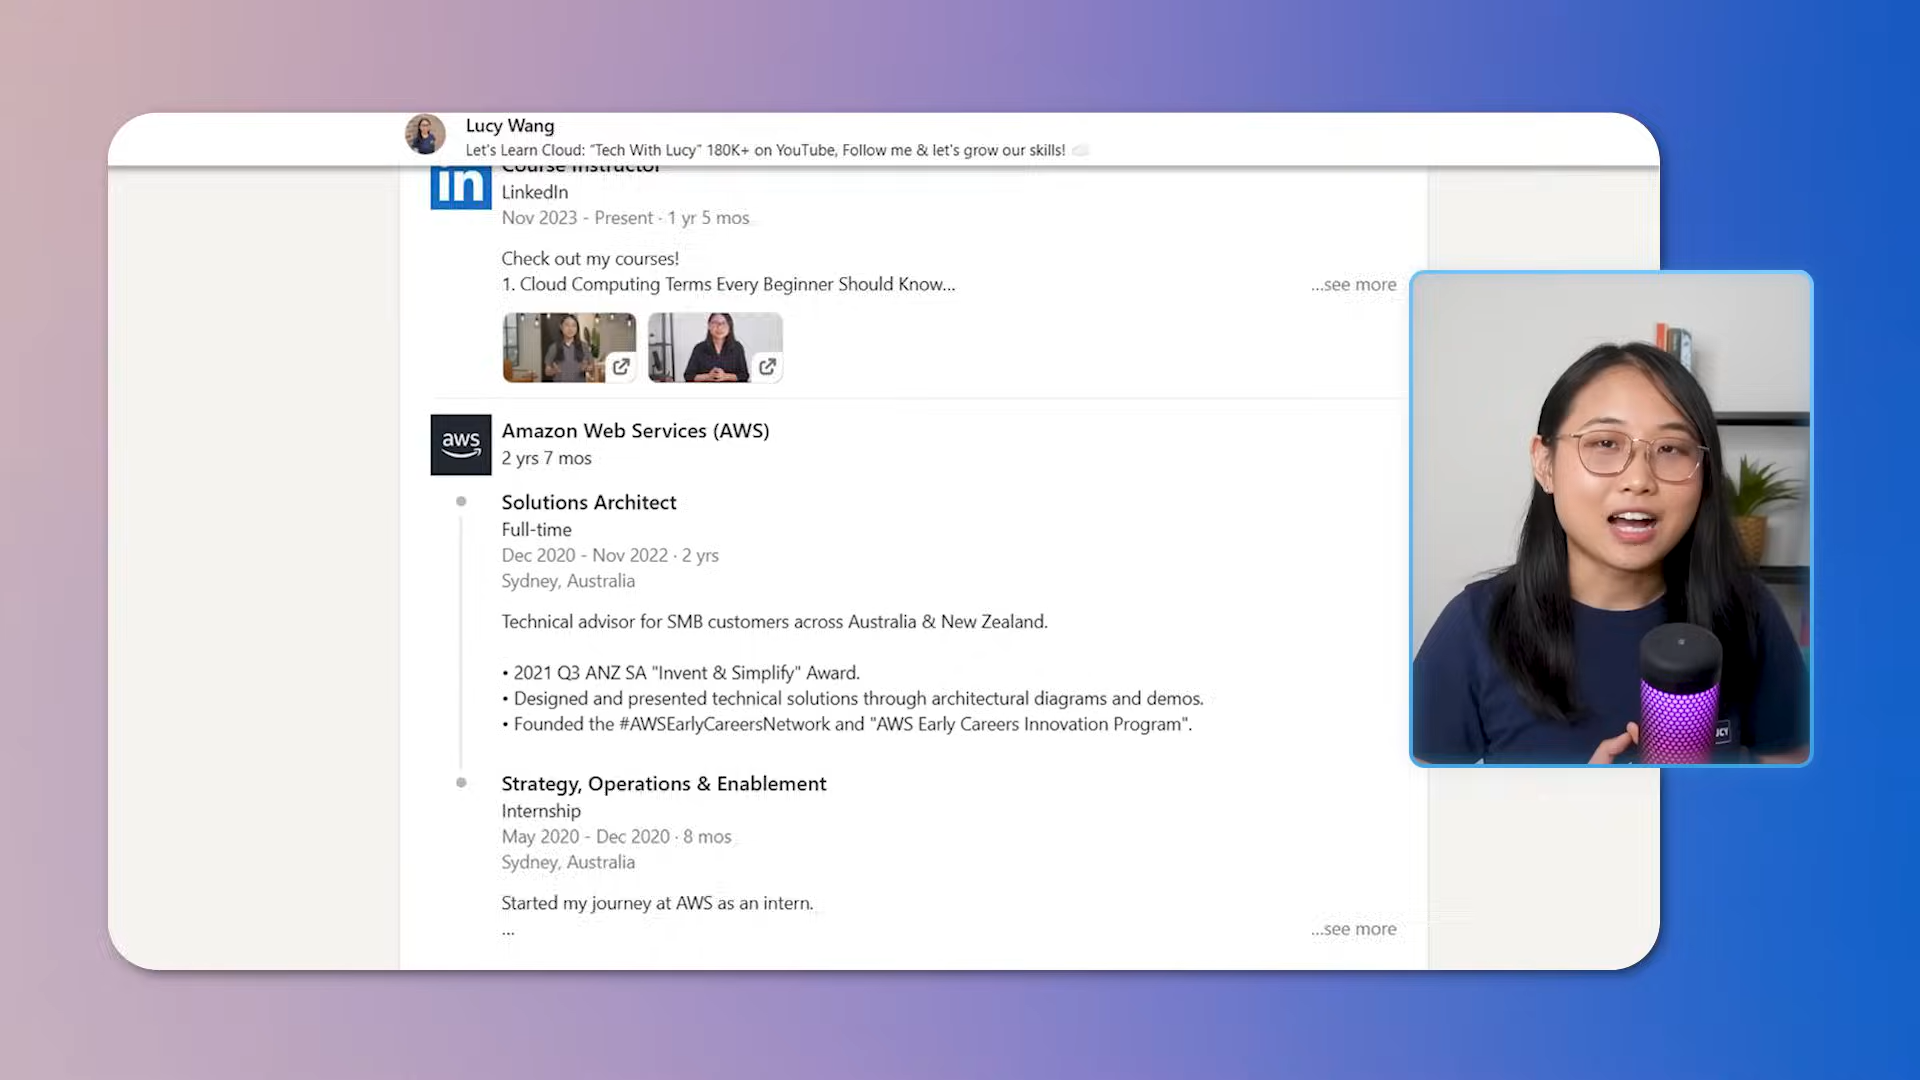 Lucy Wang
Let's Learn Cloud: "Tech With Lucy" 180K+ on YouTube, Follow me & let's grow our skills!
Course Instructor
in
LinkedIn
Nov 2023 - Present · 1 yr 5 mos
Check out my courses!
1. Cloud Computing Terms Every Beginner Should Know...
...see more
aws
Amazon Web Services (AWS)
2 yrs 7 mos
Solutions Architect
Full-time
Dec 2020 - Nov 2022 · 2 yrs
Sydney, Australia
Technical advisor for SMB customers across Australia & New Zealand.
• 2021 Q3 ANZ SA "Invent & Simplify" Award.
• Designed and presented technical solutions through architectural diagrams and demos.
• Founded the #AWSEarlyCareersNetwork and "AWS Early Careers Innovation Program".
Strategy, Operations & Enablement
Internship
May 2020 - Dec 2020 · 8 mos
Sydney, Australia
Started my journey at AWS as an intern.
...
...see more